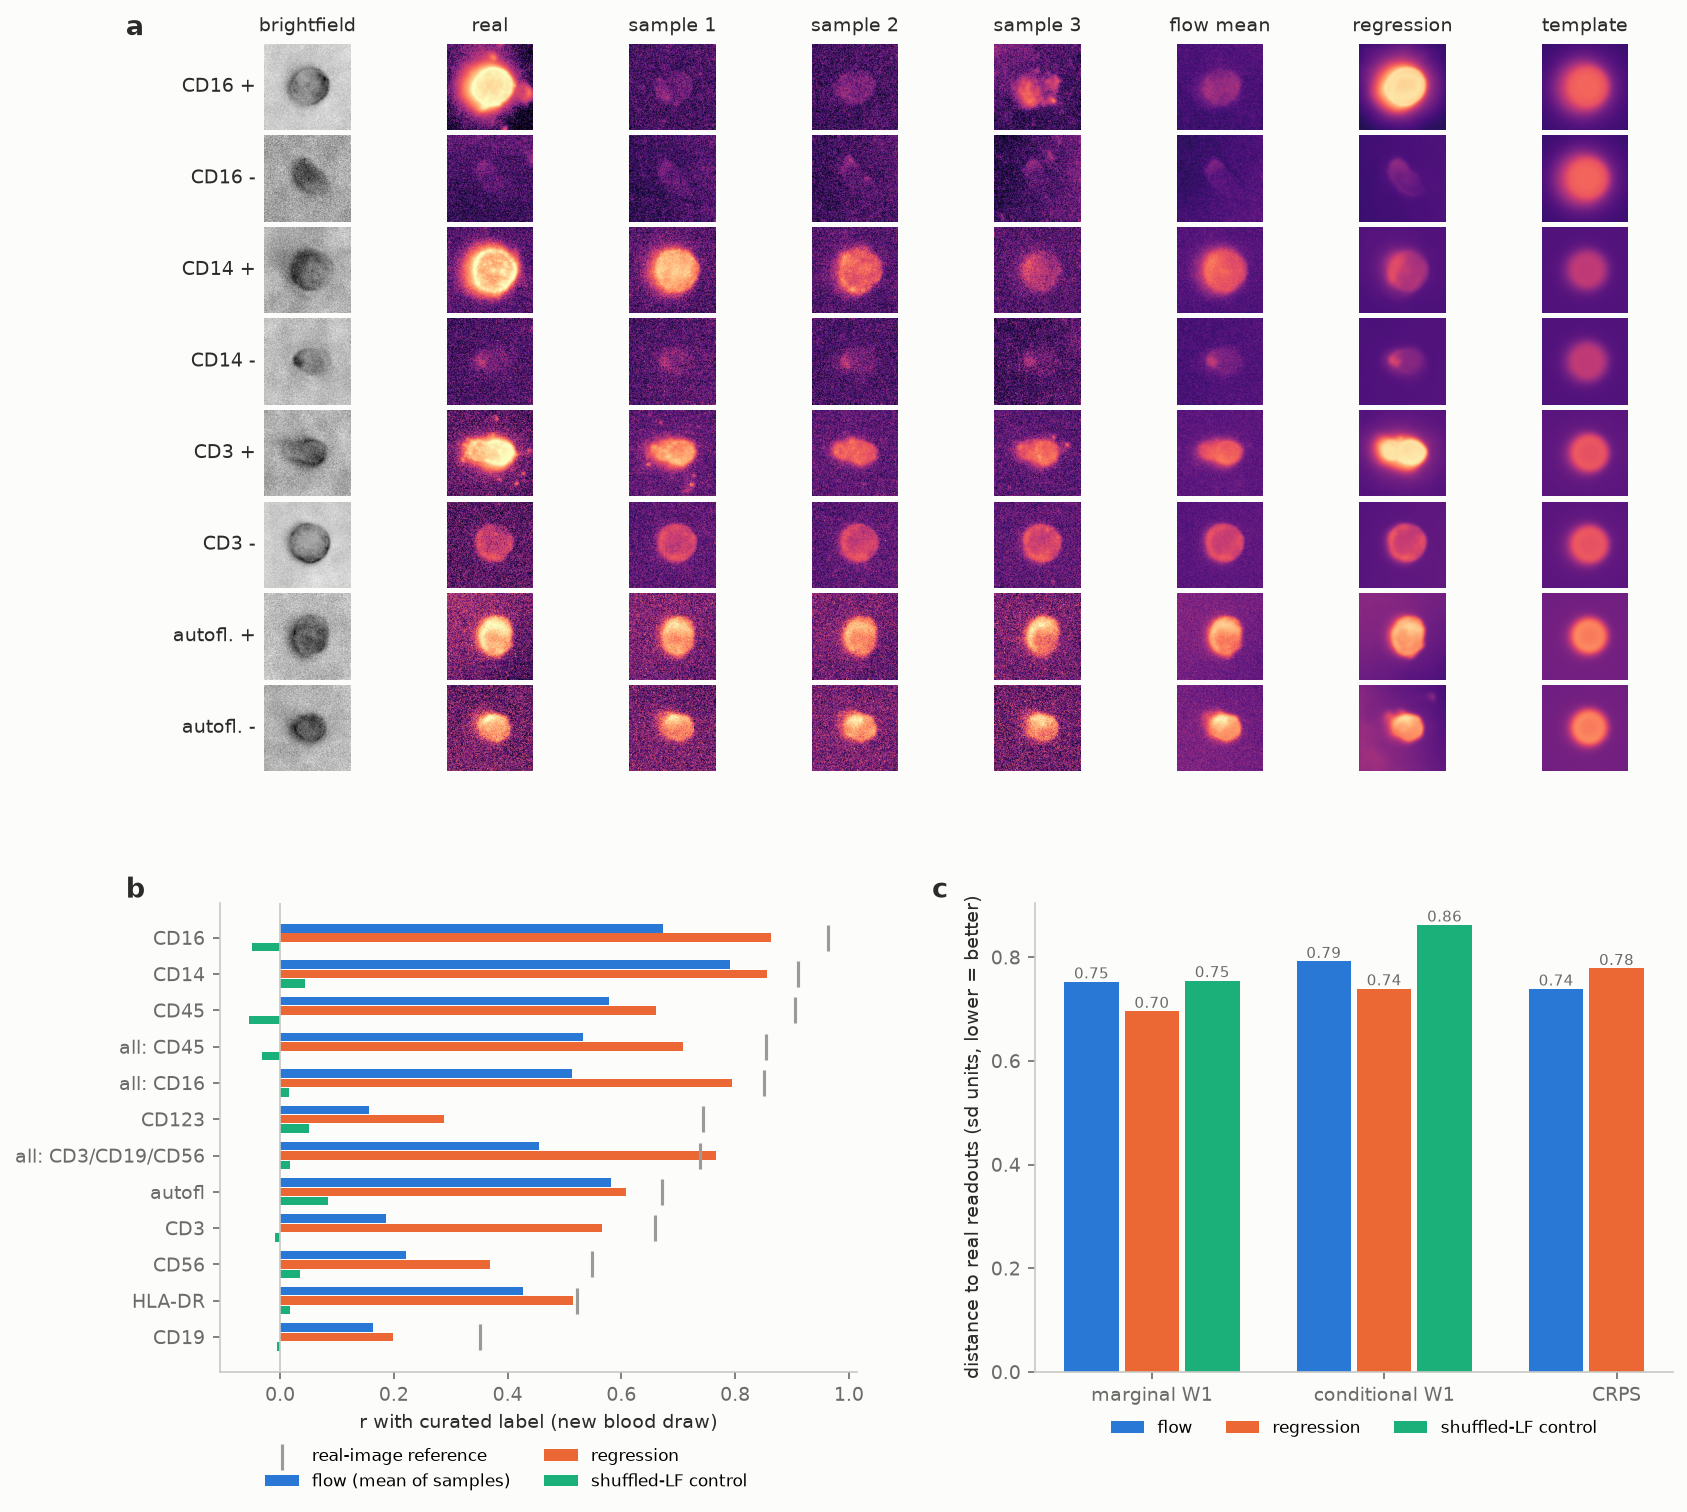 a
brightfield real sample 1 sample 2 sample 3 flow mean regression template
CD16 +
CD16 -
CD14 +
CD14 -
CD3 +
CD3 -
autofl. +
autofl. -
b
CD16
CD14
CD45
all: CD45
all: CD16
CD123
all: CD3/CD19/CD56
autofl
CD3
CD56
HLA-DR
CD19
0.0 0.2 0.4 0.6 0.8 1.0
r with curated label (new blood draw)
real-image reference
flow (mean of samples)
regression
shuffled-LF control
c
distance to real readouts (sd units, lower = better)
0.8
0.6
0.4
0.2
0.0
0.75 0.70 0.75
0.79 0.74 0.86
0.74 0.78
marginal W1 conditional W1 CRPS
flow regression shuffled-LF control